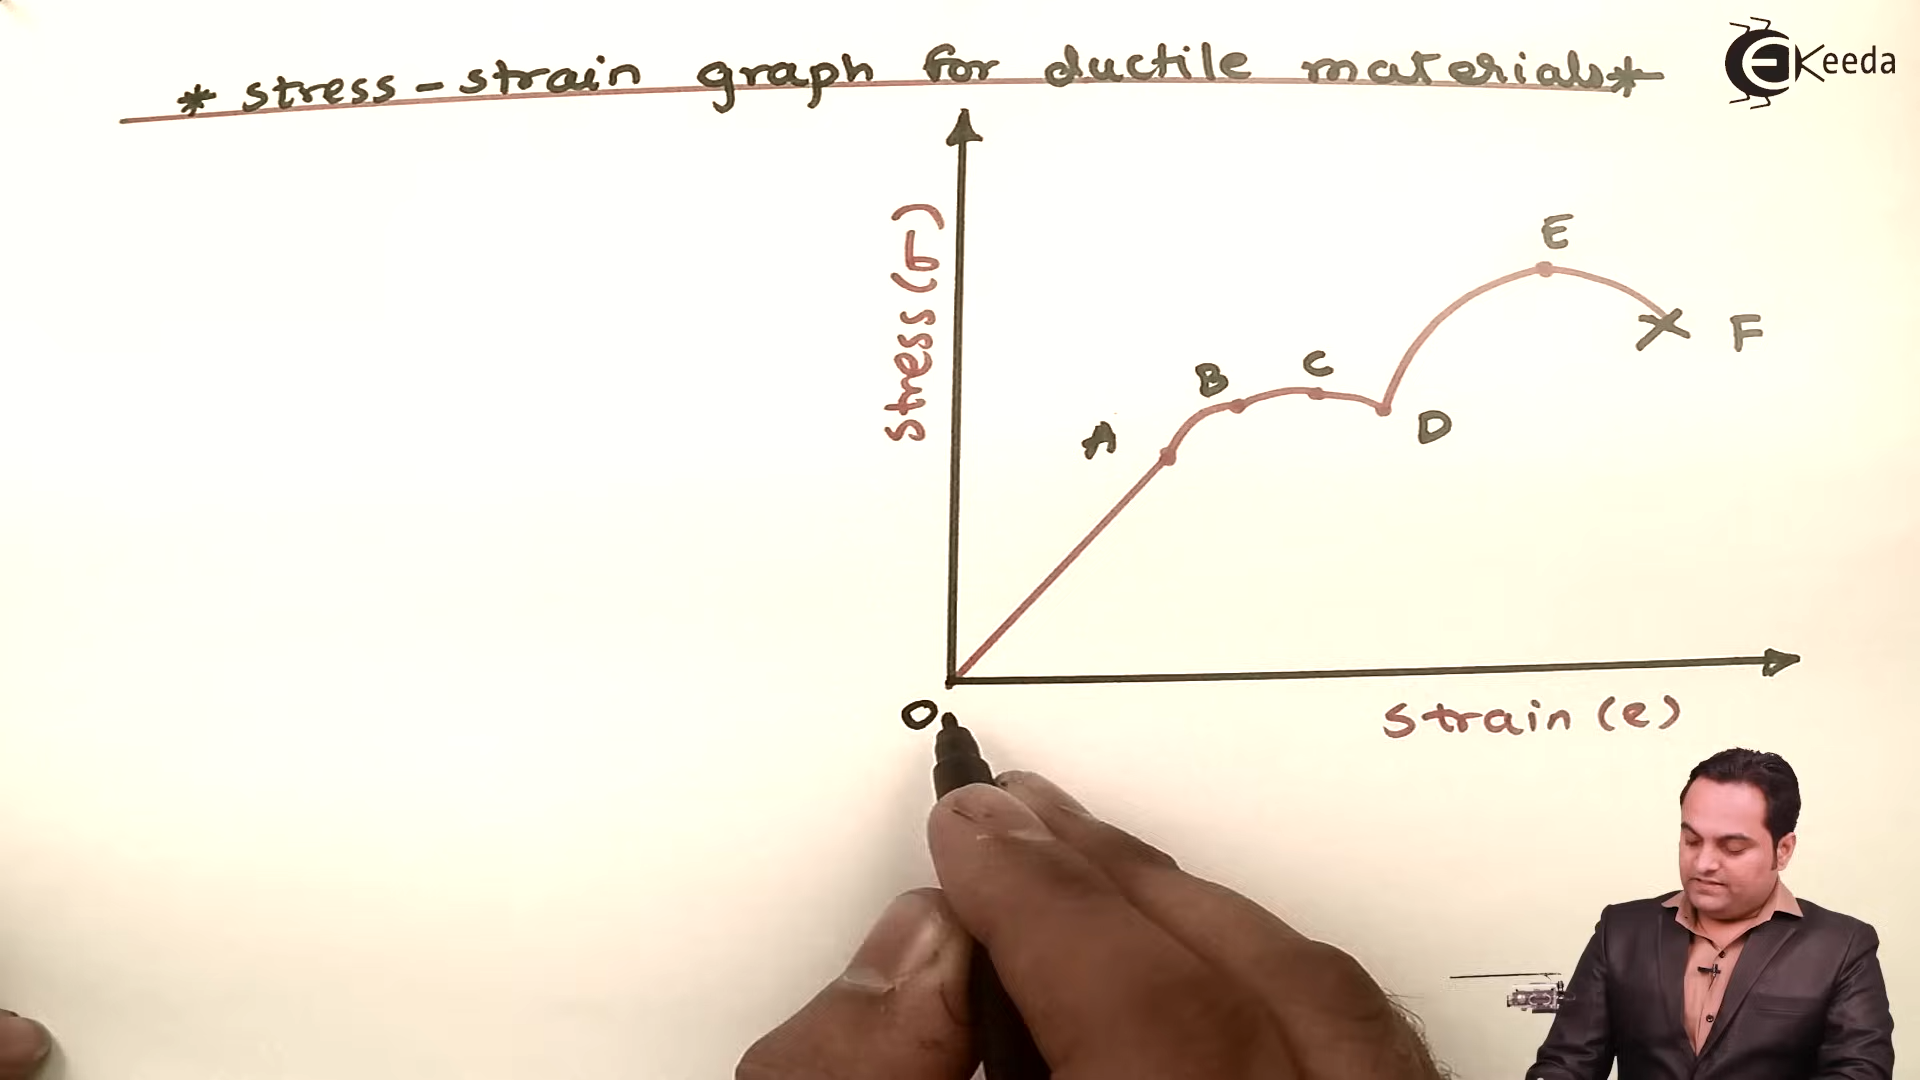 * stress-strain graph for ductile materials *
EKeeda
stress (σ)
E
F
C
B
D
A
O
strain (e)